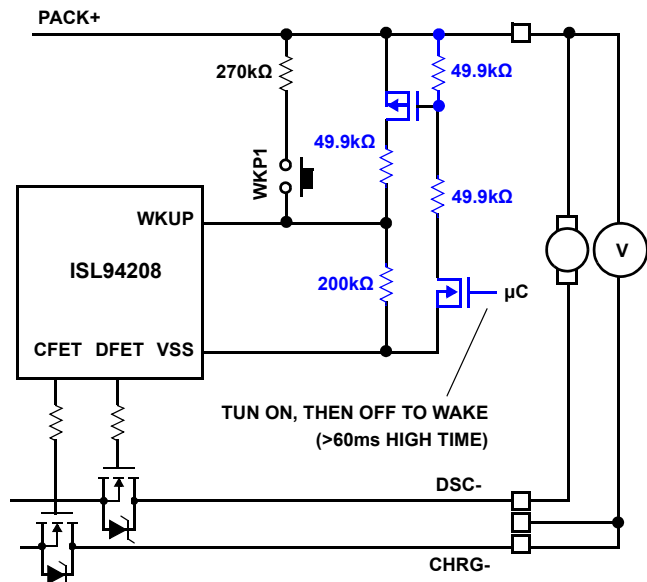 PACK+
270kΩ
49.9kΩ
49.9kΩ
WKP1
49.9kΩ
WKUP
ISL94208
200kΩ
µC
V
CFET DFET VSS
TUN ON, THEN OFF TO WAKE
(>60ms HIGH TIME)
DSC-
CHRG-